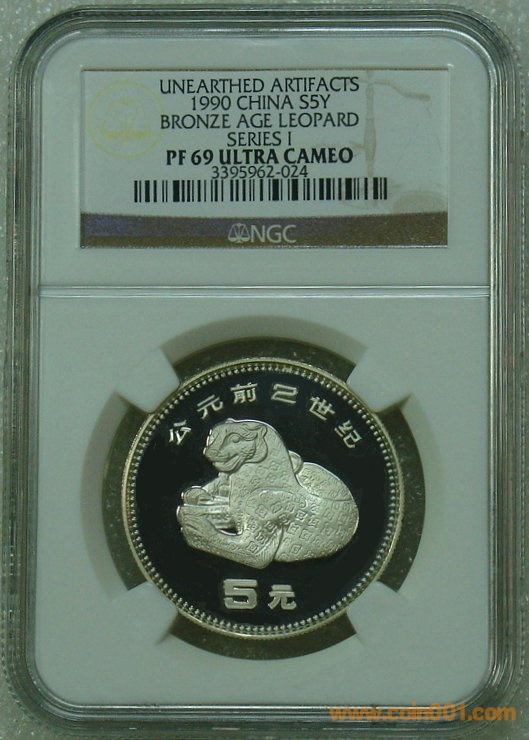 UNEARTHED ARTIFACTS
1990 CHINA S5Y
BRONZE AGE LEOPARD
SERIES I
PF 69 ULTRA CAMEO
3395962-024
NGC
公元前2世纪
5元
www.coin001.com